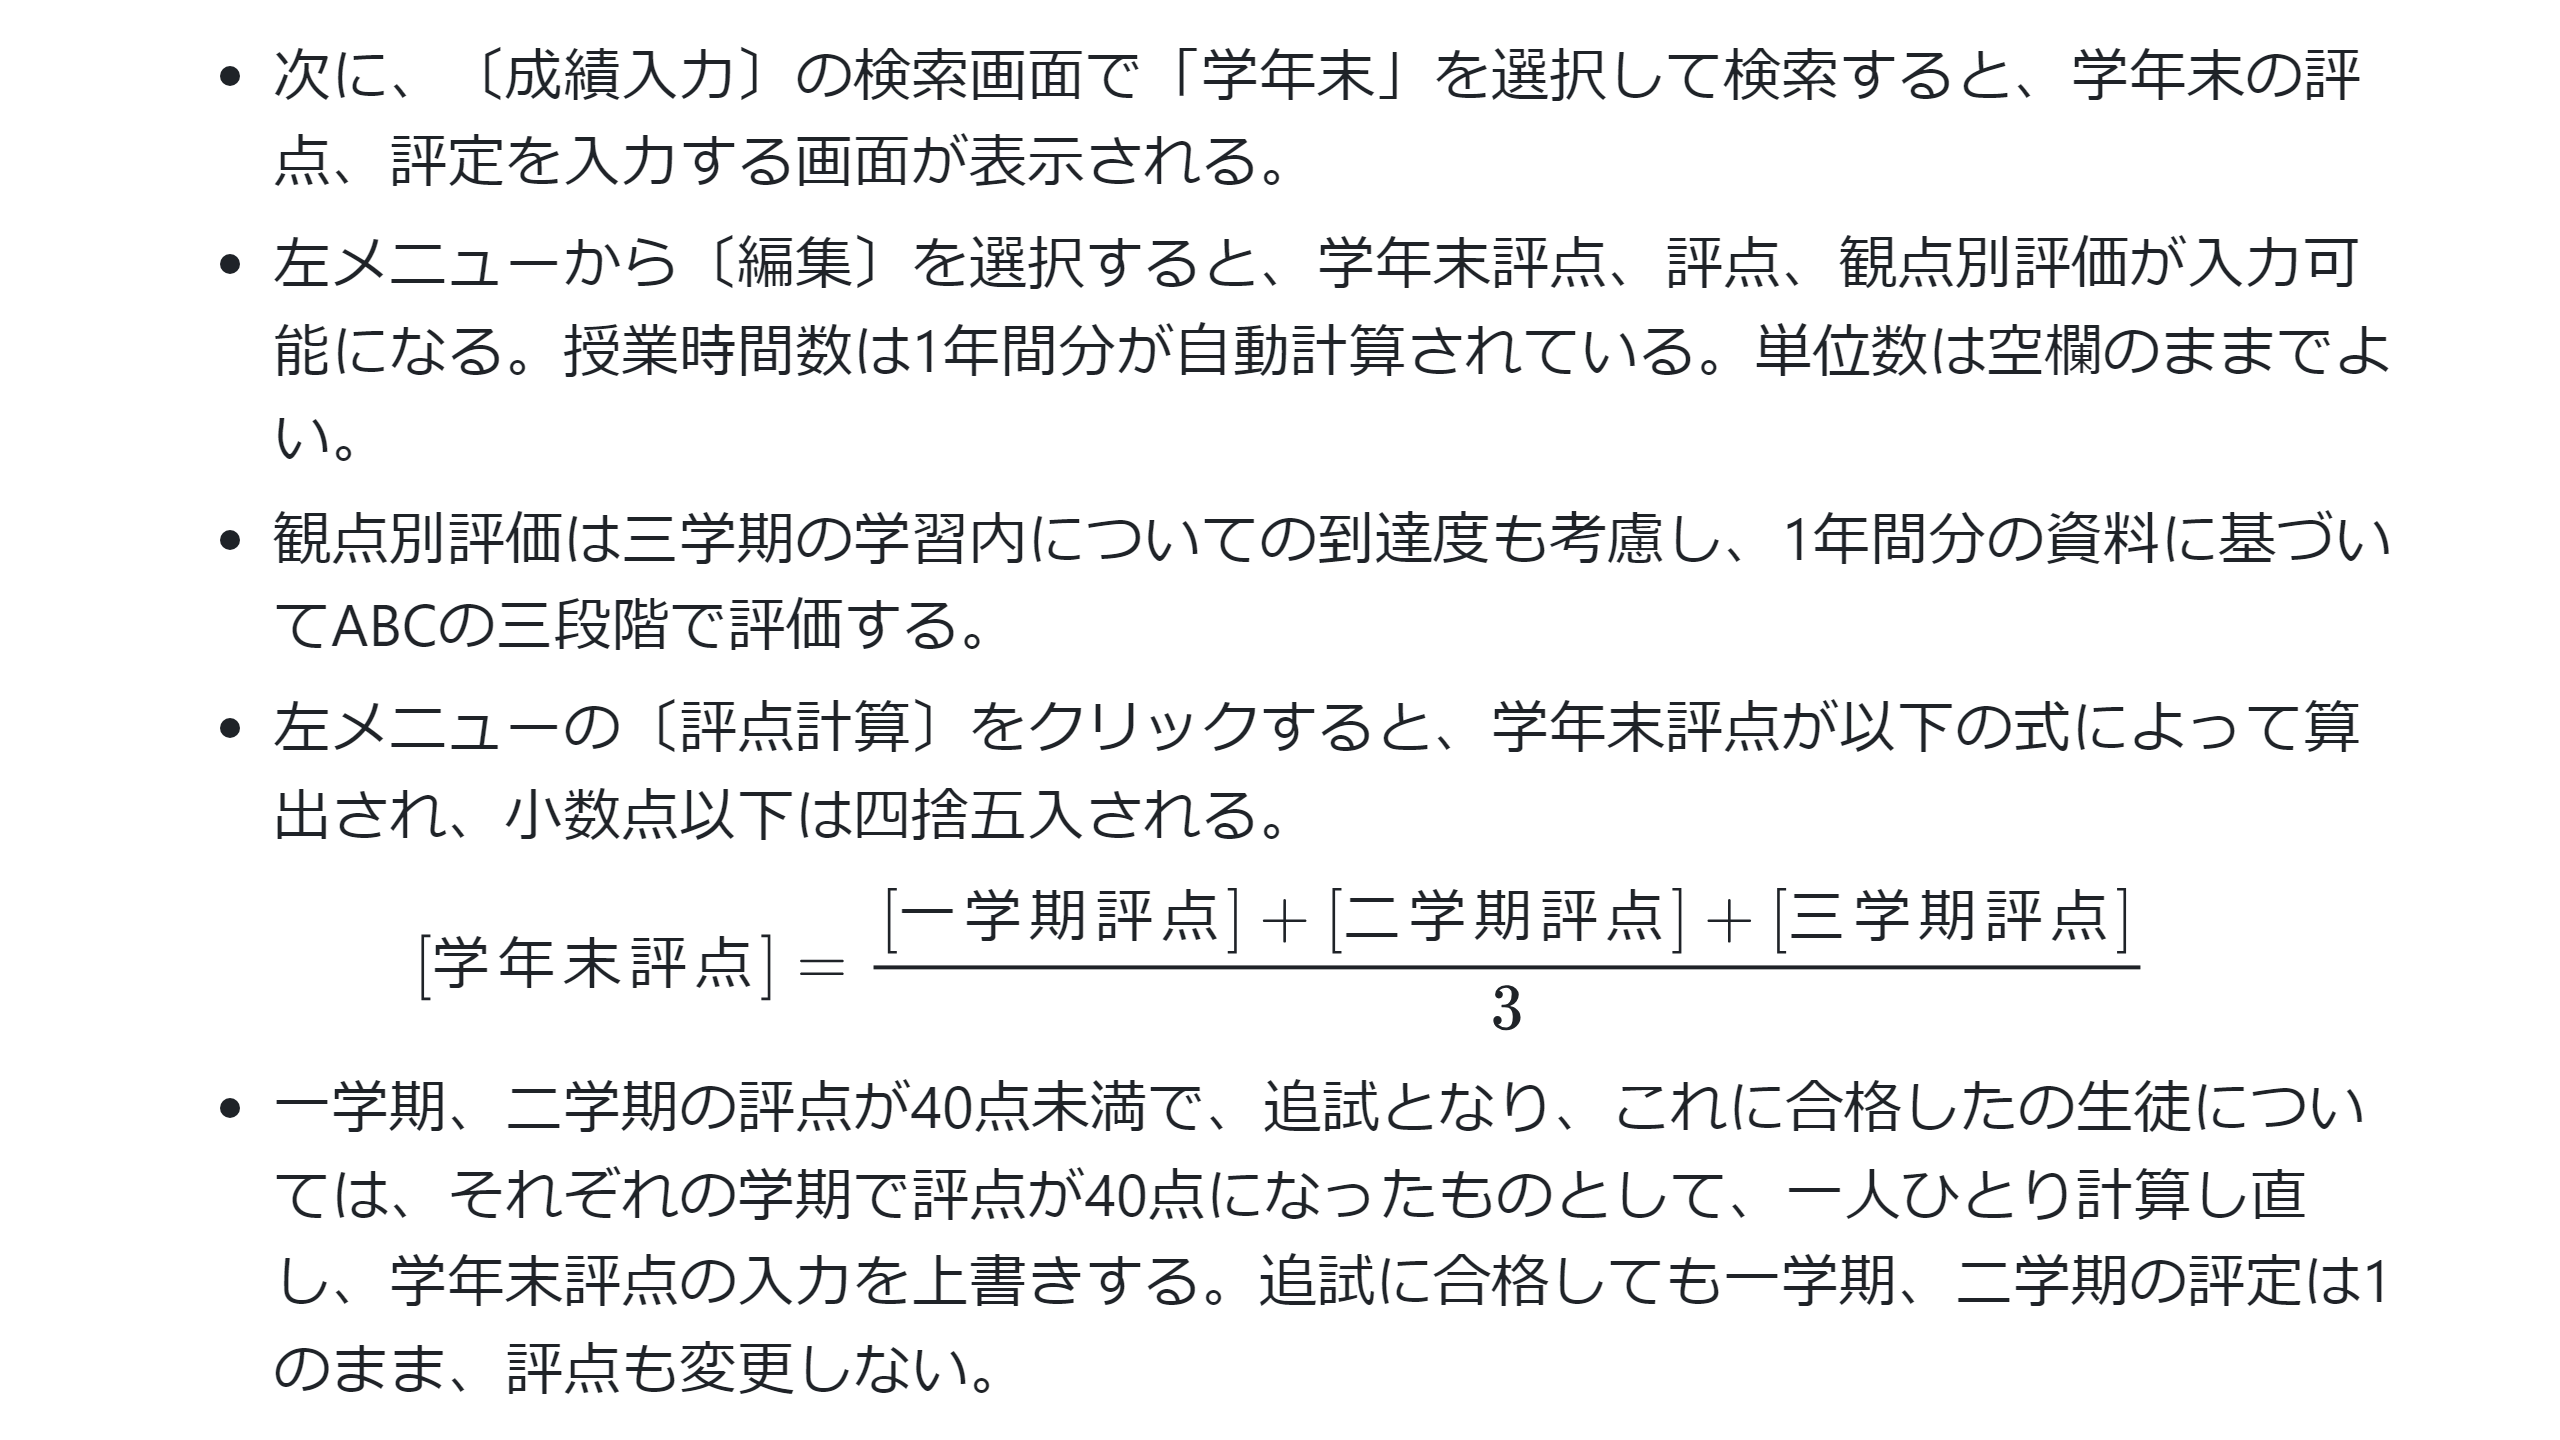 • 次に、〔成績入力〕の検索画面で「学年末」を選択して検索すると、学年末の評
点、評定を入力する画面が表示される。
• 左メニューから〔編集〕を選択すると、学年末評点、評点、観点別評価が入力可
能になる。授業時間数は1年間分が自動計算されている。単位数は空欄のままでよ
い。
• 観点別評価は三学期の学習内についての到達度も考慮し、1年間分の資料に基づい
てABCの三段階で評価する。
• 左メニューの〔評点計算〕をクリックすると、学年末評点が以下の式によって算
出され、小数点以下は四捨五入される。
[学年末評点] = [一学期評点] + [二学期評点] + [三学期評点]
3
• 一学期、二学期の評点が40点未満で、追試となり、これに合格したの生徒につい
ては、それぞれの学期で評点が40点になったものとして、一人ひとり計算し直
し、学年末評点の入力を上書きする。追試に合格しても一学期、二学期の評定は1
のまま、評点も変更しない。